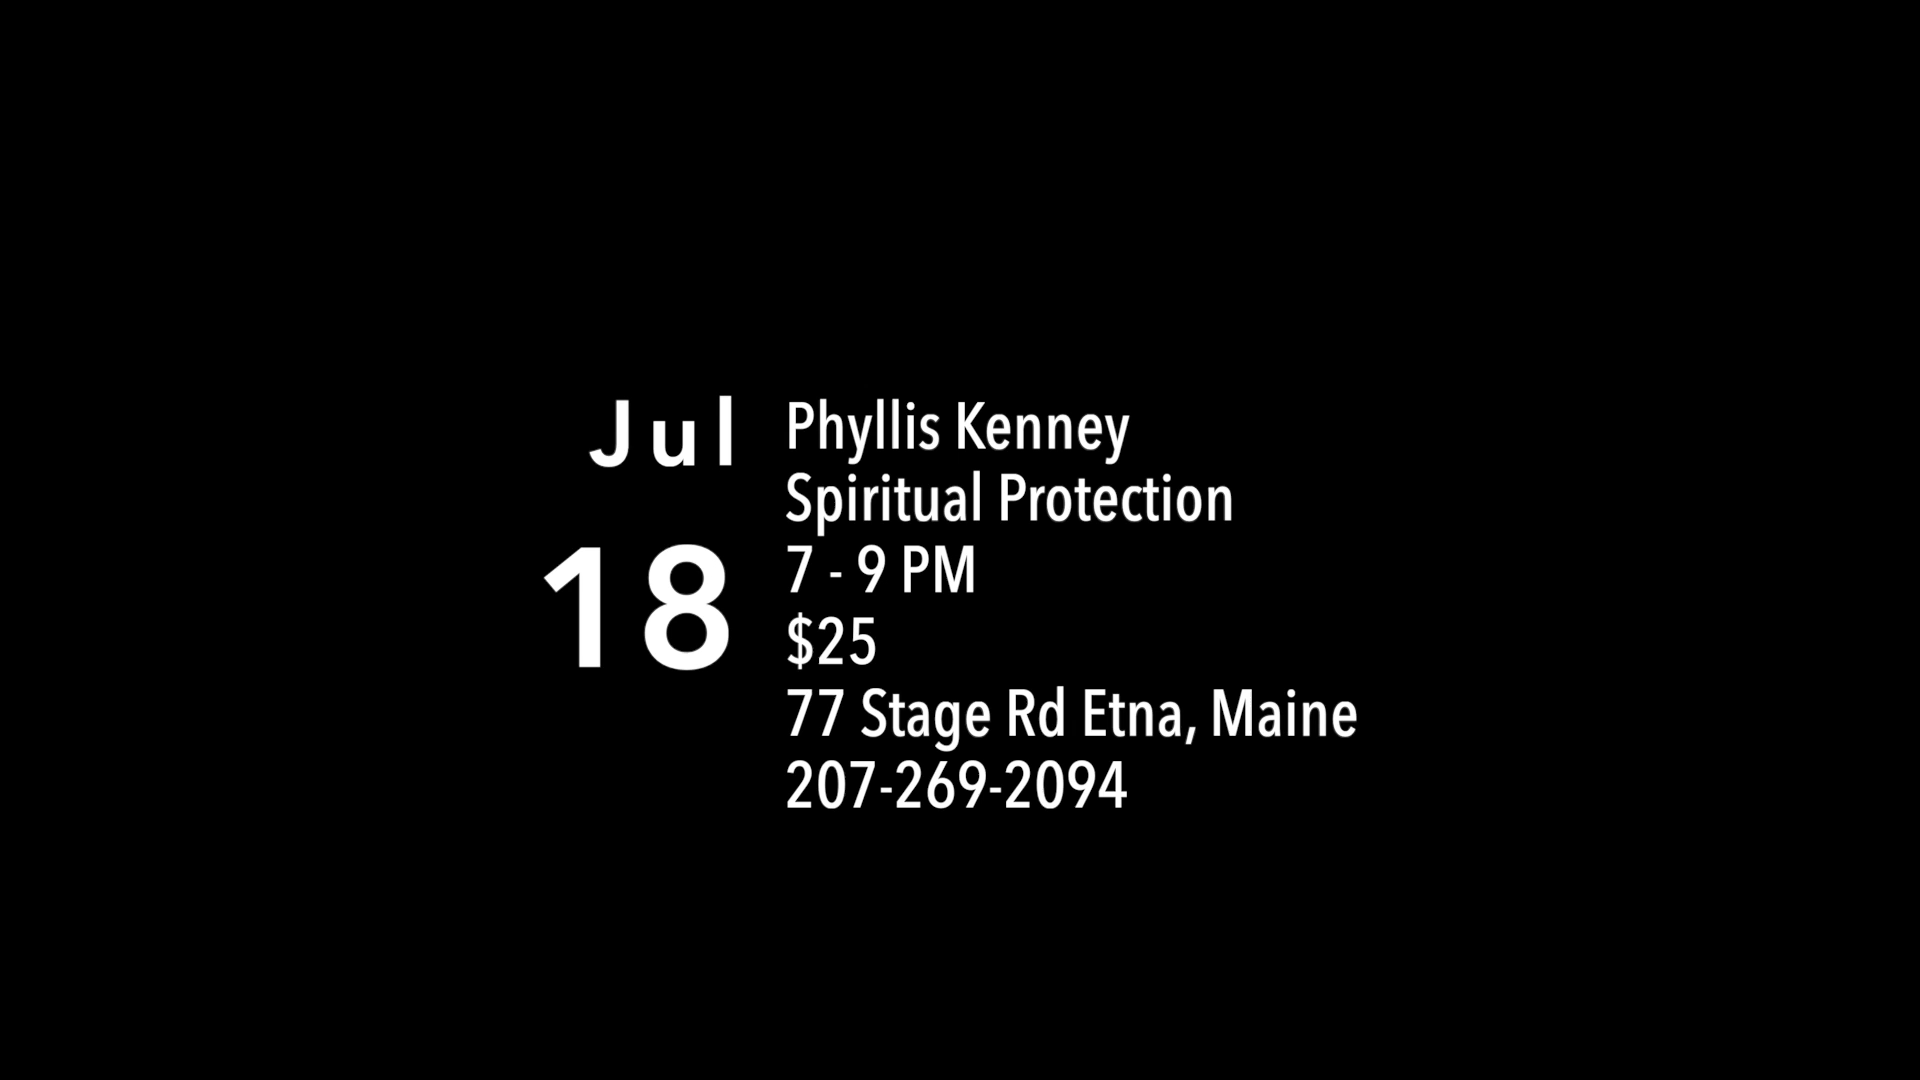 Jul
18
Phyllis Kenney
Spiritual Protection
7 - 9 PM
$25
77 Stage Rd Etna, Maine
207-269-2094